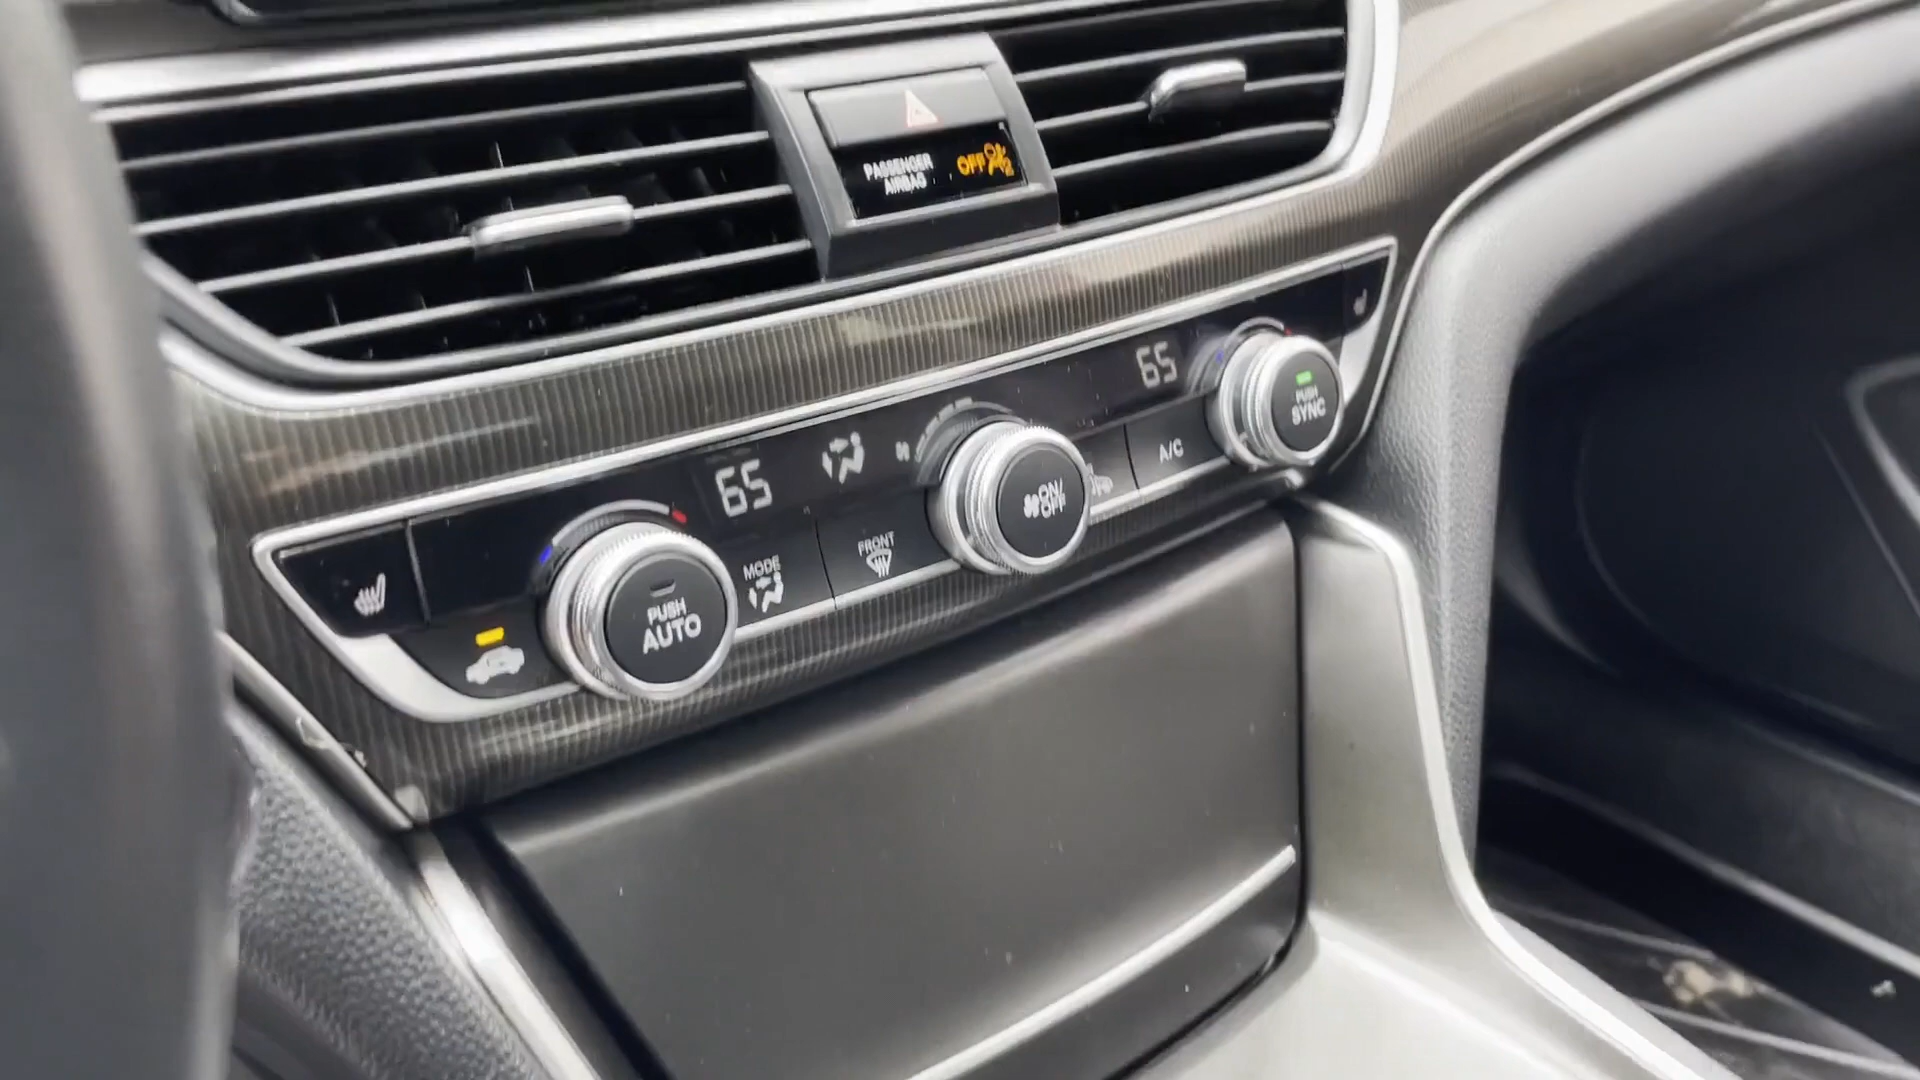 PASSENGER
AIRBAG
OFF
65
65
PUSH
SYNC
A/C
ON/
OFF
FRONT
MODE
PUSH
AUTO